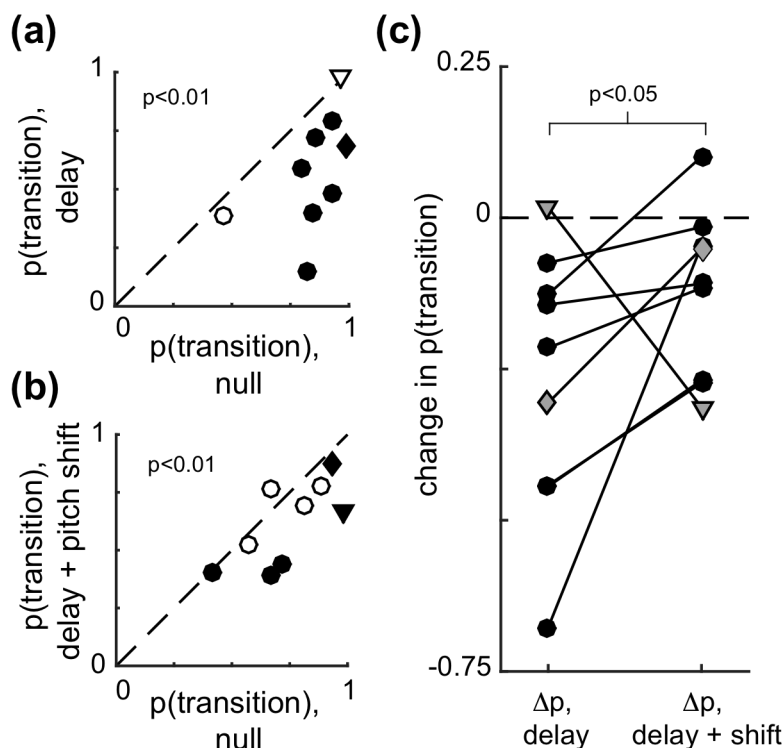 (a)
1
p<0.01
p(transition),
delay
0
0
1
p(transition),
null
(b)
1
p<0.01
p(transition),
delay + pitch shift
0
0
1
p(transition),
null
(c)
0.25
p<0.05
0
change in p(transition)
-0.75
Δp,
delay
Δp,
delay + shift